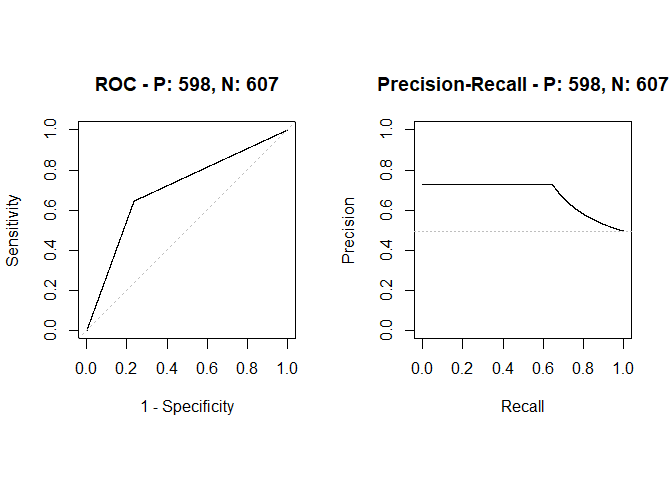 ROC - P: 598, N: 607
Sensitivity
0.0 0.2 0.4 0.6 0.8 1.0
0.0 0.2 0.4 0.6 0.8 1.0
1 - Specificity
Precision-Recall - P: 598, N: 607
Precision
0.0 0.2 0.4 0.6 0.8 1.0
0.0 0.2 0.4 0.6 0.8 1.0
Recall